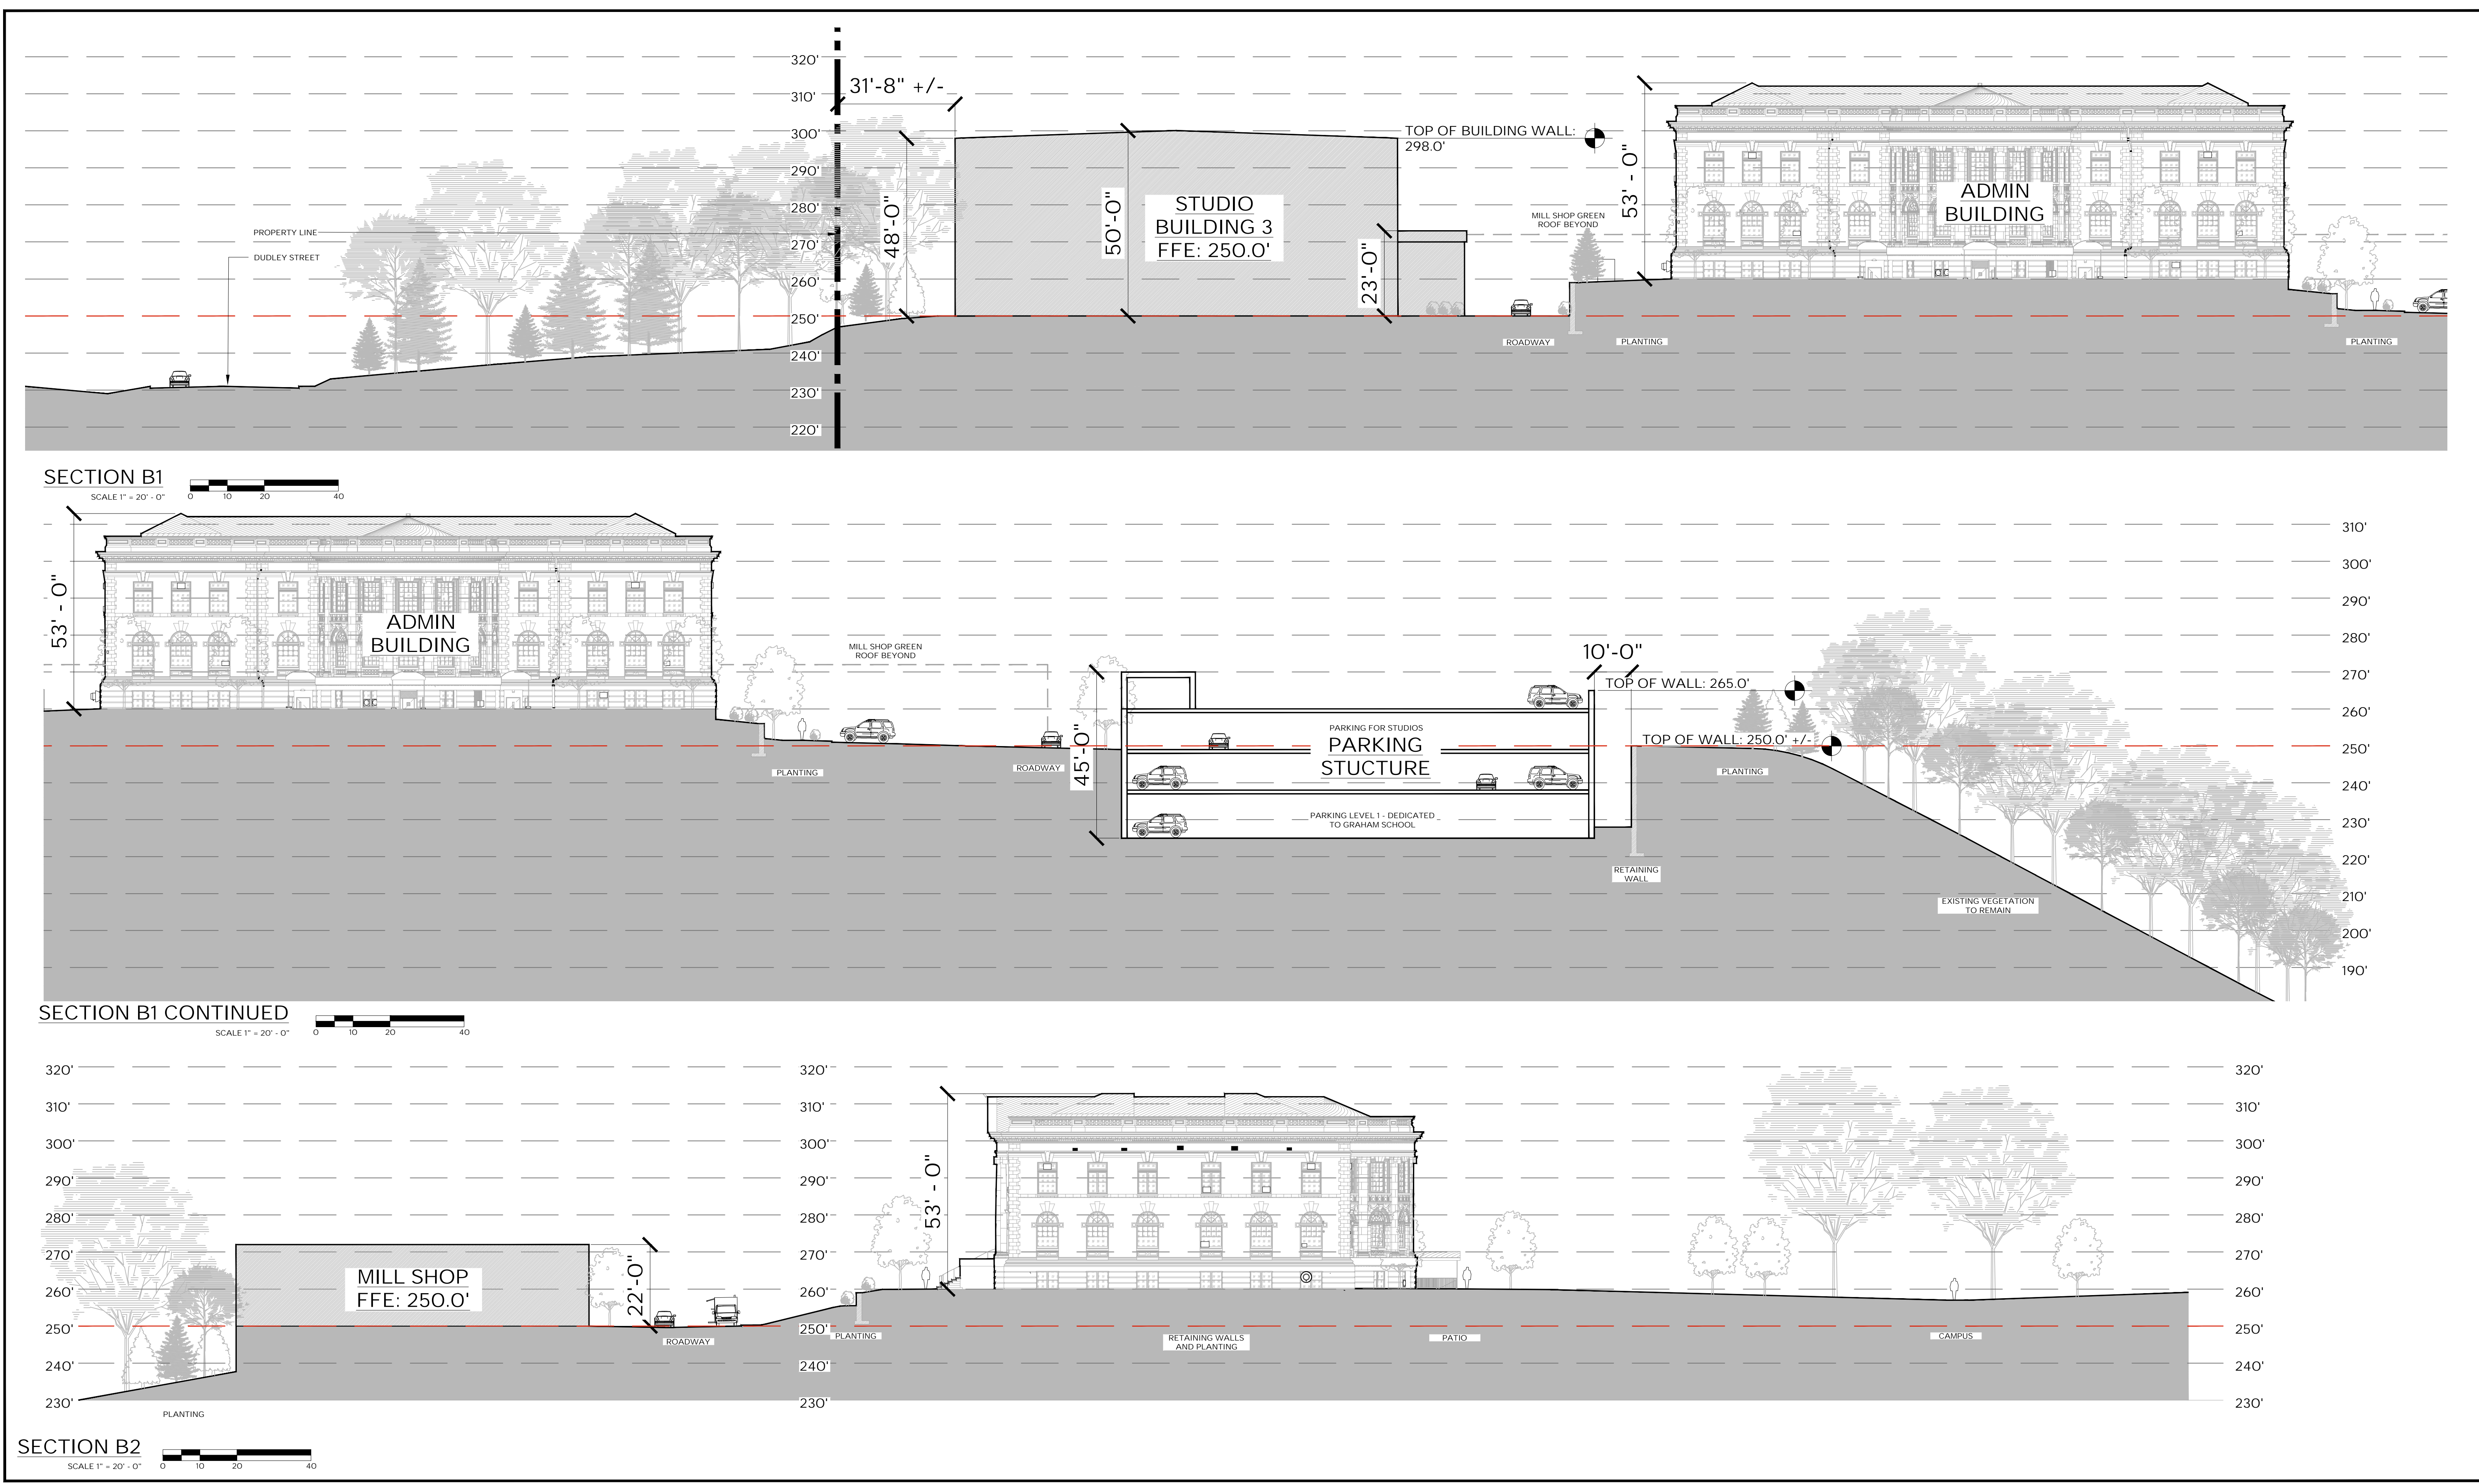 320'
310'
300'
290'
280'
270'
260'
250'
240'
230'
220'
31'-8" +/-
48'-0"
50'-0"
23'-0"
53' - 0"
PROPERTY LINE
DUDLEY STREET
STUDIO
BUILDING 3
FFE: 250.0'
TOP OF BUILDING WALL:
298.0'
MILL SHOP GREEN
ROOF BEYOND
ADMIN
BUILDING
ROADWAY
PLANTING
PLANTING
SECTION B1
SCALE 1" = 20' - 0"
0 10 20 40
53' - 0"
ADMIN
BUILDING
MILL SHOP GREEN
ROOF BEYOND
PLANTING
ROADWAY
45'-0"
PARKING FOR STUDIOS
PARKING
STUCTURE
PARKING LEVEL 1 - DEDICATED
TO GRAHAM SCHOOL
10'-0"
TOP OF WALL: 265.0'
TOP OF WALL: 250.0' +/-
PLANTING
RETAINING
WALL
EXISTING VEGETATION
TO REMAIN
310'
300'
290'
280'
270'
260'
250'
240'
230'
220'
210'
200'
190'
SECTION B1 CONTINUED
SCALE 1" = 20' - 0"
0 10 20 40
320'
310'
300'
290'
280'
270'
260'
250'
240'
230'
MILL SHOP
FFE: 250.0'
22'-0"
ROADWAY
PLANTING
320'
310'
300'
290'
280'
270'
260'
250'
240'
230'
53' - 0"
PLANTING
RETAINING WALLS
AND PLANTING
PATIO
CAMPUS
320'
310'
300'
290'
280'
270'
260'
250'
240'
230'
SECTION B2
SCALE 1" = 20' - 0"
0 10 20 40